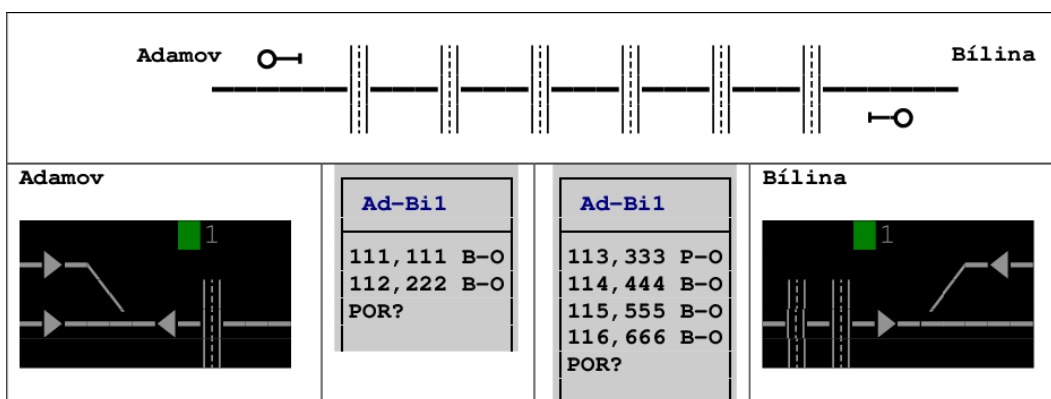 Adamov
Bílina
Adamov
1
Ad-Bi1
111,111 B-O
112,222 B-O
POR?
Ad-Bi1
113,333 P-O
114,444 B-O
115,555 B-O
116,666 B-O
POR?
Bílina
1